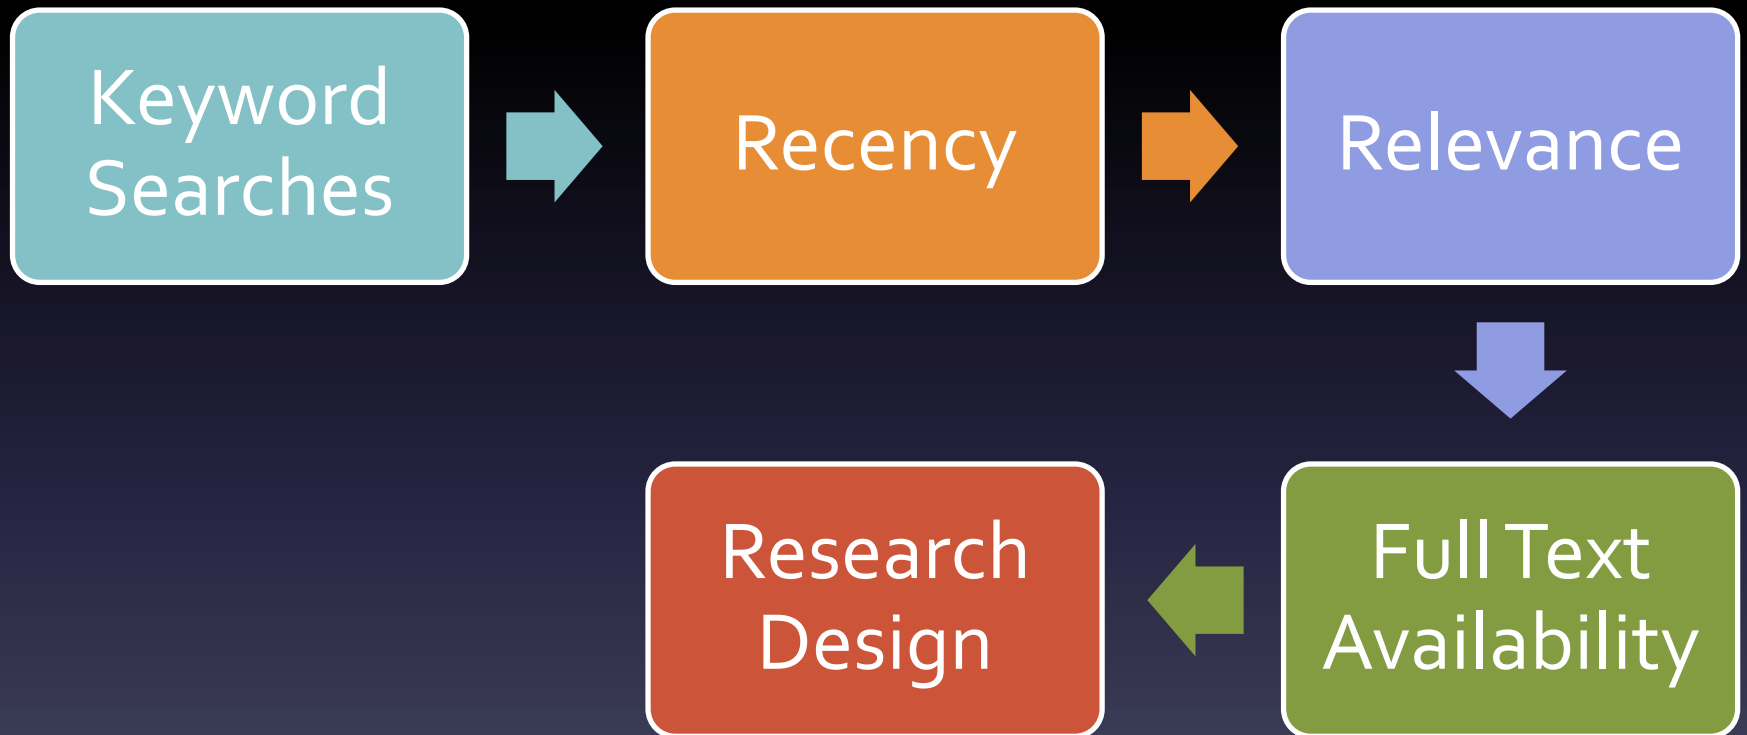 Keyword
Searches
Recency
Relevance
Full Text
Availability
Research
Design